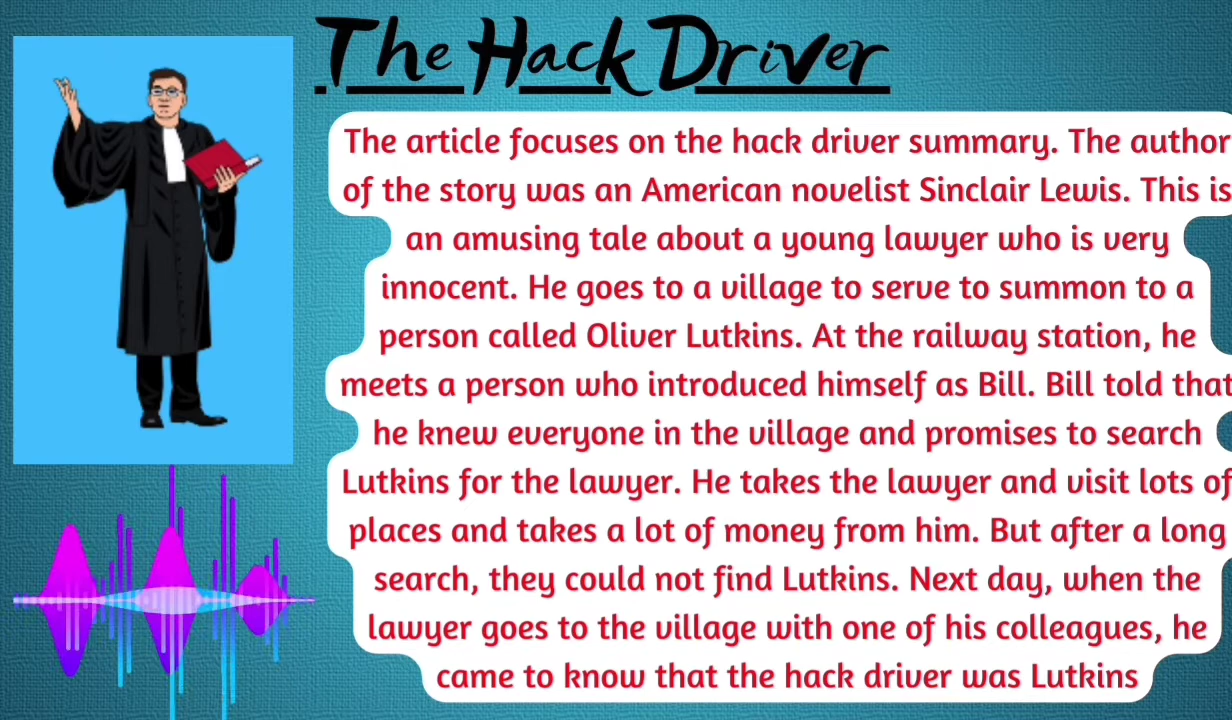 The Hack Driver
The article focuses on the hack driver summary. The author
of the story was an American novelist Sinclair Lewis. This is
an amusing tale about a young lawyer who is very
innocent. He goes to a village to serve to summon to a
person called Oliver Lutkins. At the railway station, he
meets a person who introduced himself as Bill. Bill told that
he knew everyone in the village and promises to search
Lutkins for the lawyer. He takes the lawyer and visit lots of
places and takes a lot of money from him. But after a long
search, they could not find Lutkins. Next day, when the
lawyer goes to the village with one of his colleagues, he
came to know that the hack driver was Lutkins